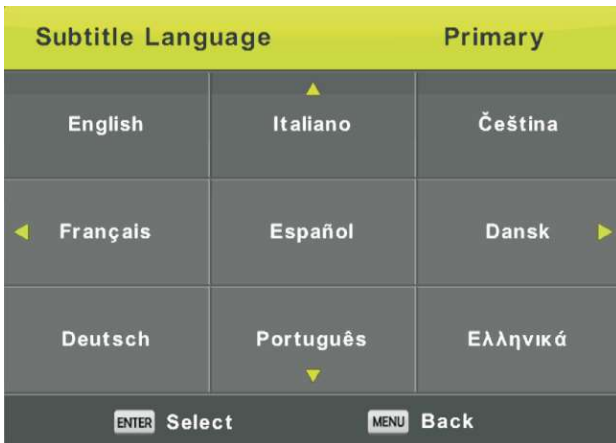 Subtitle Language Primary
English Italiano Čeština
Français Español Dansk
Deutsch Português Ελληνικά
ENTER Select MENU Back